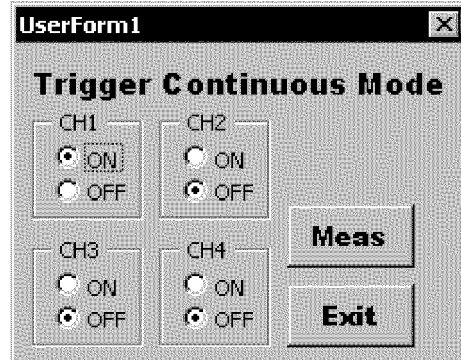 UserForm1
Trigger Continuous Mode
CH1
ON
OFF
CH2
ON
OFF
CH3
ON
OFF
CH4
ON
OFF
Meas
Exit